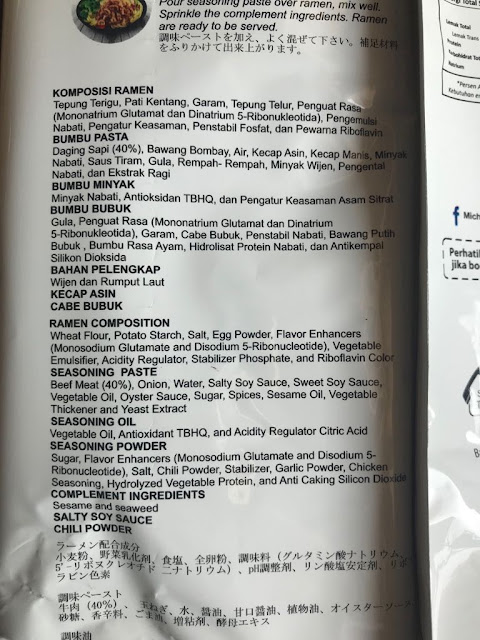 Pour seasoning paste over ramen, mix well.
Sprinkle the complement ingredients. Ramen
are ready to be served.
調味ペーストを加え、よく混ぜて下さい。補足材料
をふりかけて出来上がります。
KOMPOSISI RAMEN
Tepung Terigu, Pati Kentang, Garam, Tepung Telur, Penguat Rasa
(Mononatrium Glutamat dan Dinatrium 5-Ribonukleotida), Pengemulsi
Nabati, Pengatur Keasaman, Penstabil Fosfat, dan Pewarna Riboflavin
BUMBU PASTA
Daging Sapi (40%), Bawang Bombay, Air, Kecap Asin, Kecap Manis, Minyak
Nabati, Saus Tiram, Gula, Rempah- Rempah, Minyak Wijen, Pengental
Nabati, dan Ekstrak Ragi
BUMBU MINYAK
Minyak Nabati, Antioksidan TBHQ, dan Pengatur Keasaman Asam Sitrat
BUMBU BUBUK
Gula, Penguat Rasa (Mononatrium Glutamat dan Dinatrium
5-Ribonukleotida), Garam, Cabe Bubuk, Penstabil Nabati, Bawang Putih
Bubuk , Bumbu Rasa Ayam, Hidrolisat Protein Nabati, dan Antikempal
Silikon Dioksida
BAHAN PELENGKAP
Wijen dan Rumput Laut
KECAP ASIN
CABE BUBUK
RAMEN COMPOSITION
Wheat Flour, Potato Starch, Salt, Egg Powder, Flavor Enhancers
(Monosodium Glutamate and Disodium 5-Ribonucleotide), Vegetable
Emulsifier, Acidity Regulator, Stabilizer Phosphate, and Riboflavin Color
SEASONING PASTE
Beef Meat (40%), Onion, Water, Salty Soy Sauce, Sweet Soy Sauce,
Vegetable Oil, Oyster Sauce, Sugar, Spices, Sesame Oil, Vegetable
Thickener and Yeast Extract
SEASONING OIL
Vegetable Oil, Antioxidant TBHQ, and Acidity Regulator Citric Acid
SEASONING POWDER
Sugar, Flavor Enhancers (Monosodium Glutamate and Disodium 5-
Ribonucleotide), Salt, Chili Powder, Stabilizer, Garlic Powder, Chicken
Seasoning, Hydrolyzed Vegetable Protein, and Anti Caking Silicon Dioxide
COMPLEMENT INGREDIENTS
Sesame and seaweed
SALTY SOY SAUCE
CHILI POWDER
ラーメン配合成分
小麦粉、野菜乳化剤、食塩、全卵粉、調味料（グルタミン酸ナトリウム、
5'-リボヌクレオチド 二ナトリウム）、pH調整剤、リン酸塩安定剤、リボフ
ラビン色素
調味ペースト
牛肉（40%）、玉ねぎ、水、醤油、甘口醤油、植物油、オイスターソース、
砂糖、香辛料、ごま油、増粘剤、酵母エキス
調味油
Lemak Total
Lemak Trans
Protein
Natrium
*Persen A
Kebutuhan e
Mich
Perhati
jika bo